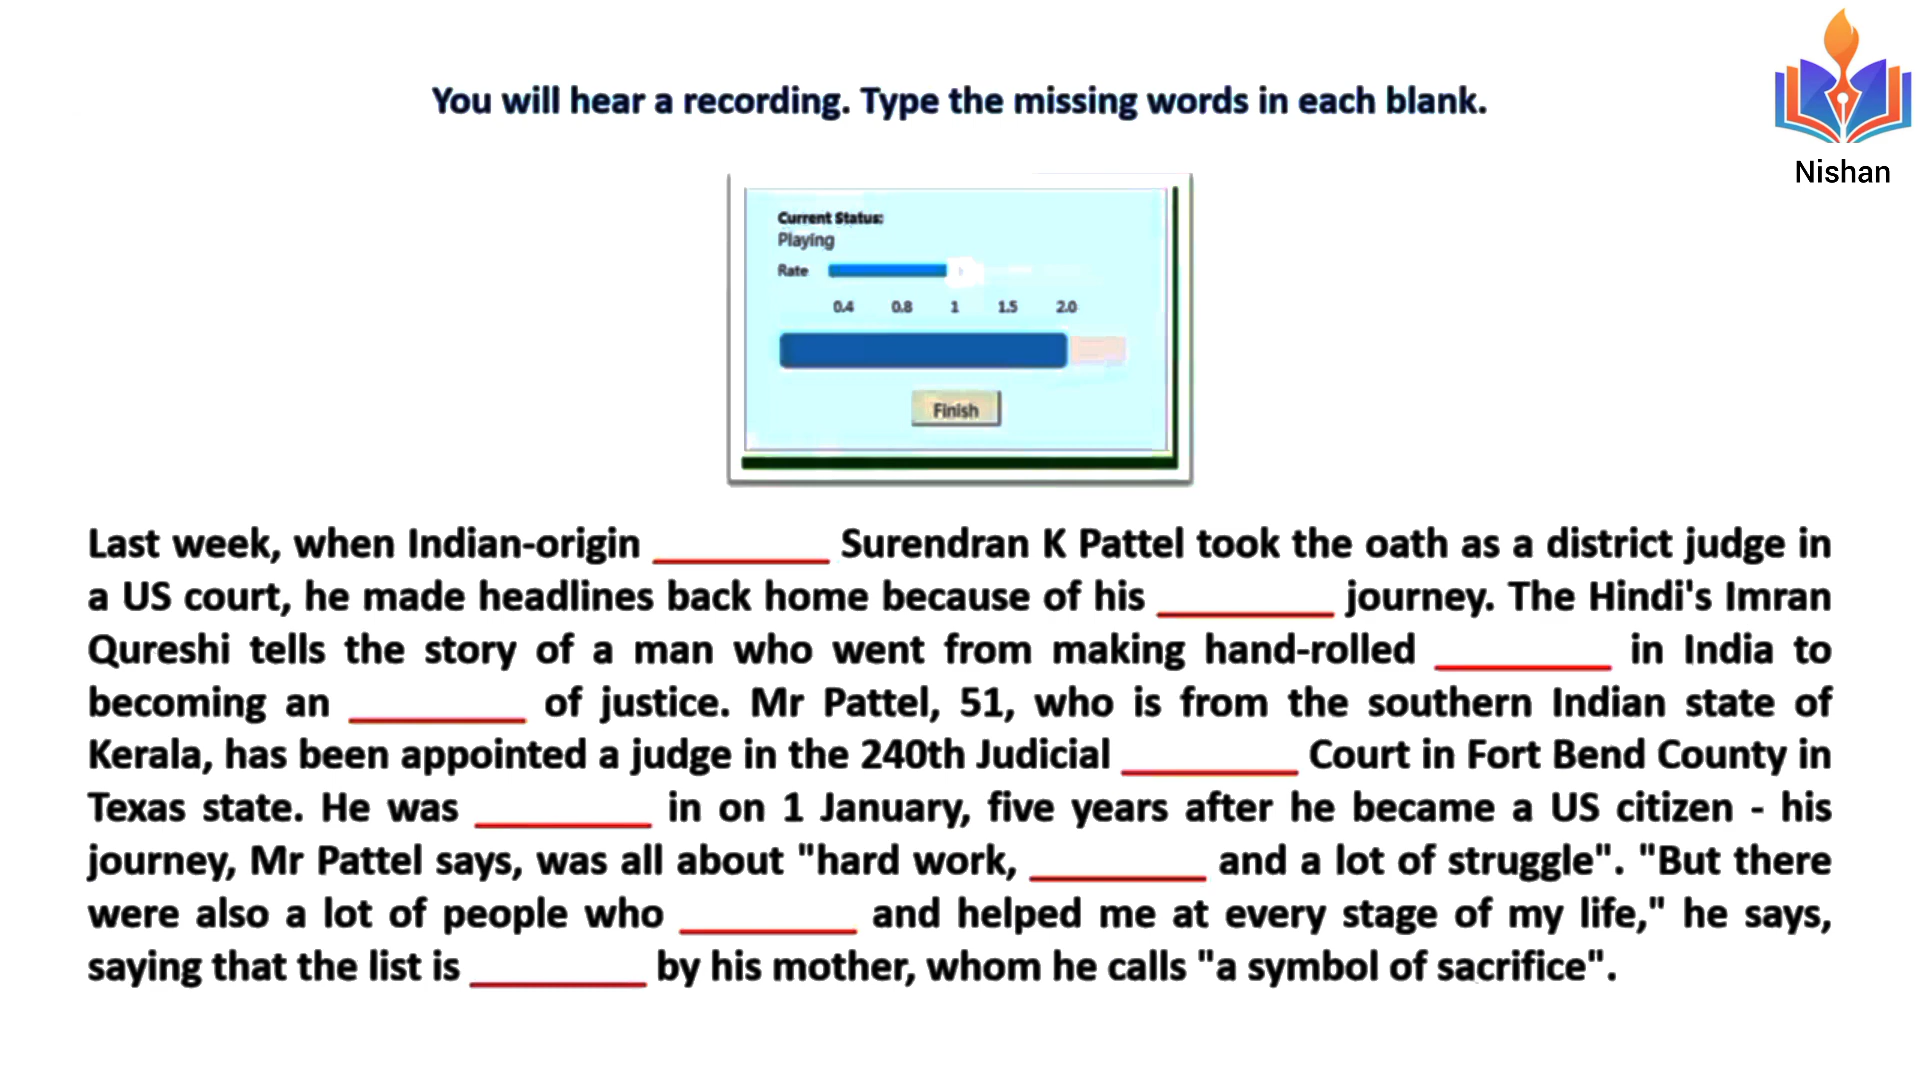 You will hear a recording. Type the missing words in each blank.
Nishan
Current Status:
Playing
Rate
0.4 0.8 1 1.5 2.0
Finish
Last week, when Indian-origin ________ Surendran K Pattel took the oath as a district judge in
a US court, he made headlines back home because of his ________ journey. The Hindi's Imran
Qureshi tells the story of a man who went from making hand-rolled ________ in India to
becoming an ________ of justice. Mr Pattel, 51, who is from the southern Indian state of
Kerala, has been appointed a judge in the 240th Judicial ________ Court in Fort Bend County in
Texas state. He was ________ in on 1 January, five years after he became a US citizen - his
journey, Mr Pattel says, was all about "hard work, ________ and a lot of struggle". "But there
were also a lot of people who ________ and helped me at every stage of my life," he says,
saying that the list is ________ by his mother, whom he calls "a symbol of sacrifice".